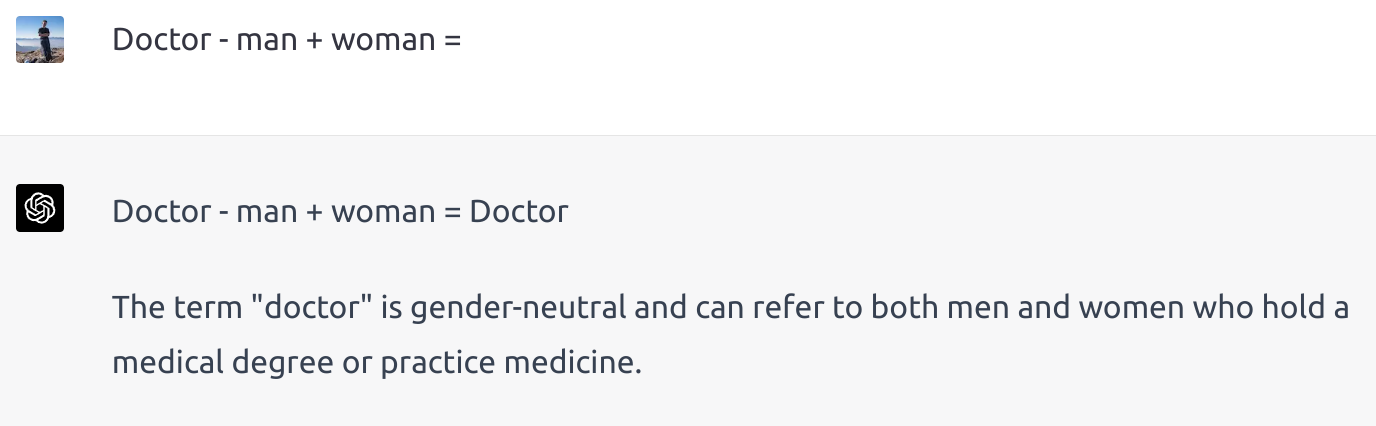 Doctor - man + woman =
Doctor - man + woman = Doctor
The term "doctor" is gender-neutral and can refer to both men and women who hold a
medical degree or practice medicine.